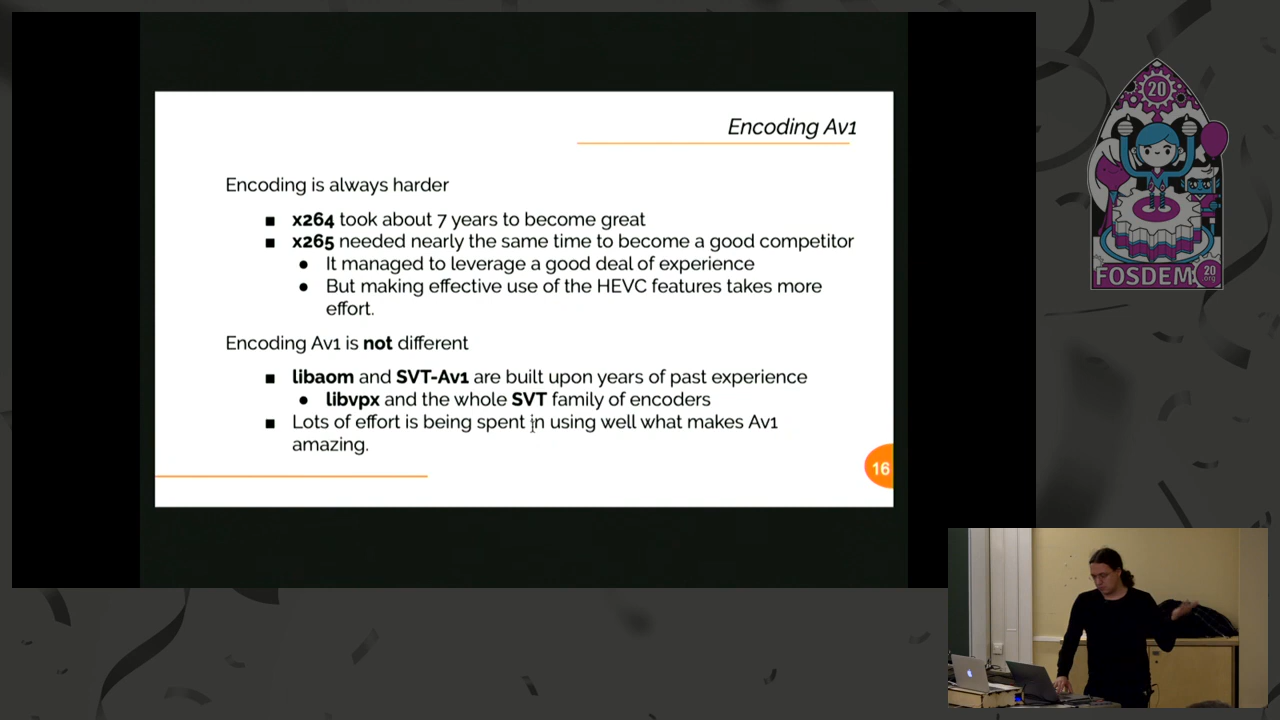 Encoding Av1
Encoding is always harder
■ x264 took about 7 years to become great
■ x265 needed nearly the same time to become a good competitor
● It managed to leverage a good deal of experience
● But making effective use of the HEVC features takes more
effort.
Encoding Av1 is not different
■ libaom and SVT-Av1 are built upon years of past experience
● libvpx and the whole SVT family of encoders
■ Lots of effort is being spent in using well what makes Av1
amazing.
16
20
FOSDEM
20
.org